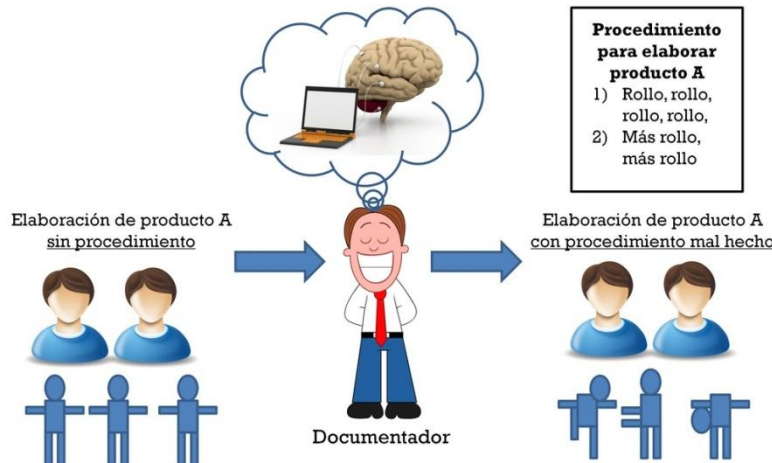 Procedimiento
para elaborar
producto A
1) Rollo, rollo,
rollo, rollo,
2) Más rollo,
más rollo
Elaboración de producto A
sin procedimiento
Elaboración de producto A
con procedimiento mal hecho
Documentador